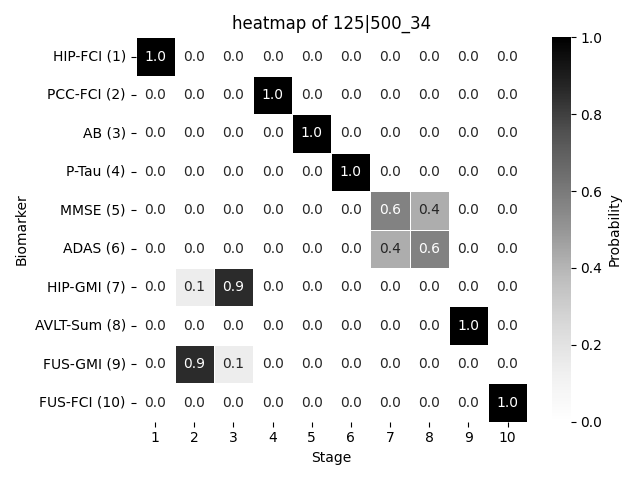 heatmap of 125|500_34
HIP-FCI (1) 1.0 0.0 0.0 0.0 0.0 0.0 0.0 0.0 0.0 0.0
PCC-FCI (2) 0.0 0.0 0.0 1.0 0.0 0.0 0.0 0.0 0.0 0.0
AB (3) 0.0 0.0 0.0 0.0 1.0 0.0 0.0 0.0 0.0 0.0
P-Tau (4) 0.0 0.0 0.0 0.0 0.0 1.0 0.0 0.0 0.0 0.0
MMSE (5) 0.0 0.0 0.0 0.0 0.0 0.0 0.6 0.4 0.0 0.0
ADAS (6) 0.0 0.0 0.0 0.0 0.0 0.0 0.4 0.6 0.0 0.0
HIP-GMI (7) 0.0 0.1 0.9 0.0 0.0 0.0 0.0 0.0 0.0 0.0
AVLT-Sum (8) 0.0 0.0 0.0 0.0 0.0 0.0 0.0 0.0 1.0 0.0
FUS-GMI (9) 0.0 0.9 0.1 0.0 0.0 0.0 0.0 0.0 0.0 0.0
FUS-FCI (10) 0.0 0.0 0.0 0.0 0.0 0.0 0.0 0.0 0.0 1.0
1 2 3 4 5 6 7 8 9 10
Stage
Biomarker
1.0
0.8
0.6
0.4
0.2
0.0
Probability